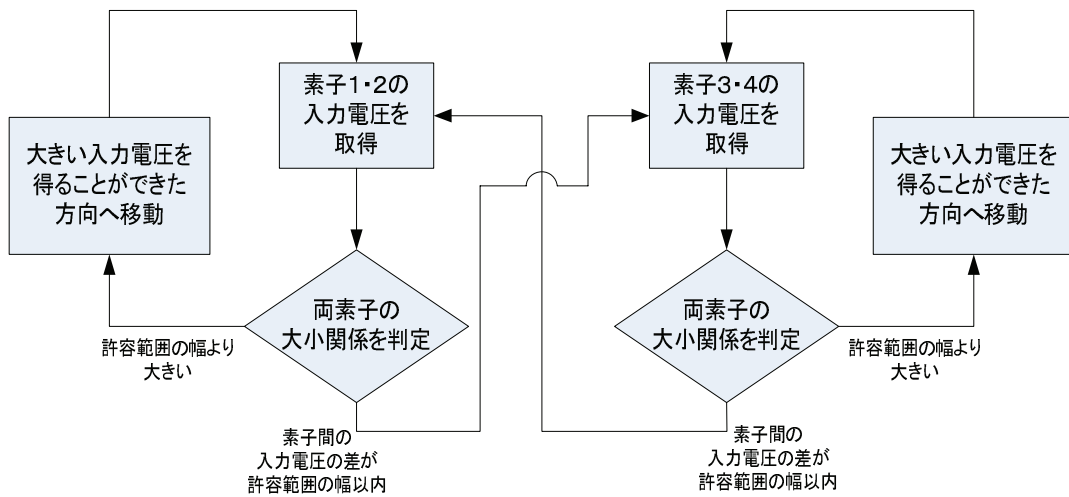 素子1・2の
入力電圧を
取得
素子3・4の
入力電圧を
取得
大きい入力電圧を
得ることができた
方向へ移動
大きい入力電圧を
得ることができた
方向へ移動
両素子の
大小関係を判定
両素子の
大小関係を判定
許容範囲の幅より
大きい
許容範囲の幅より
大きい
素子間の
入力電圧の差が
許容範囲の幅以内
素子間の
入力電圧の差が
許容範囲の幅以内